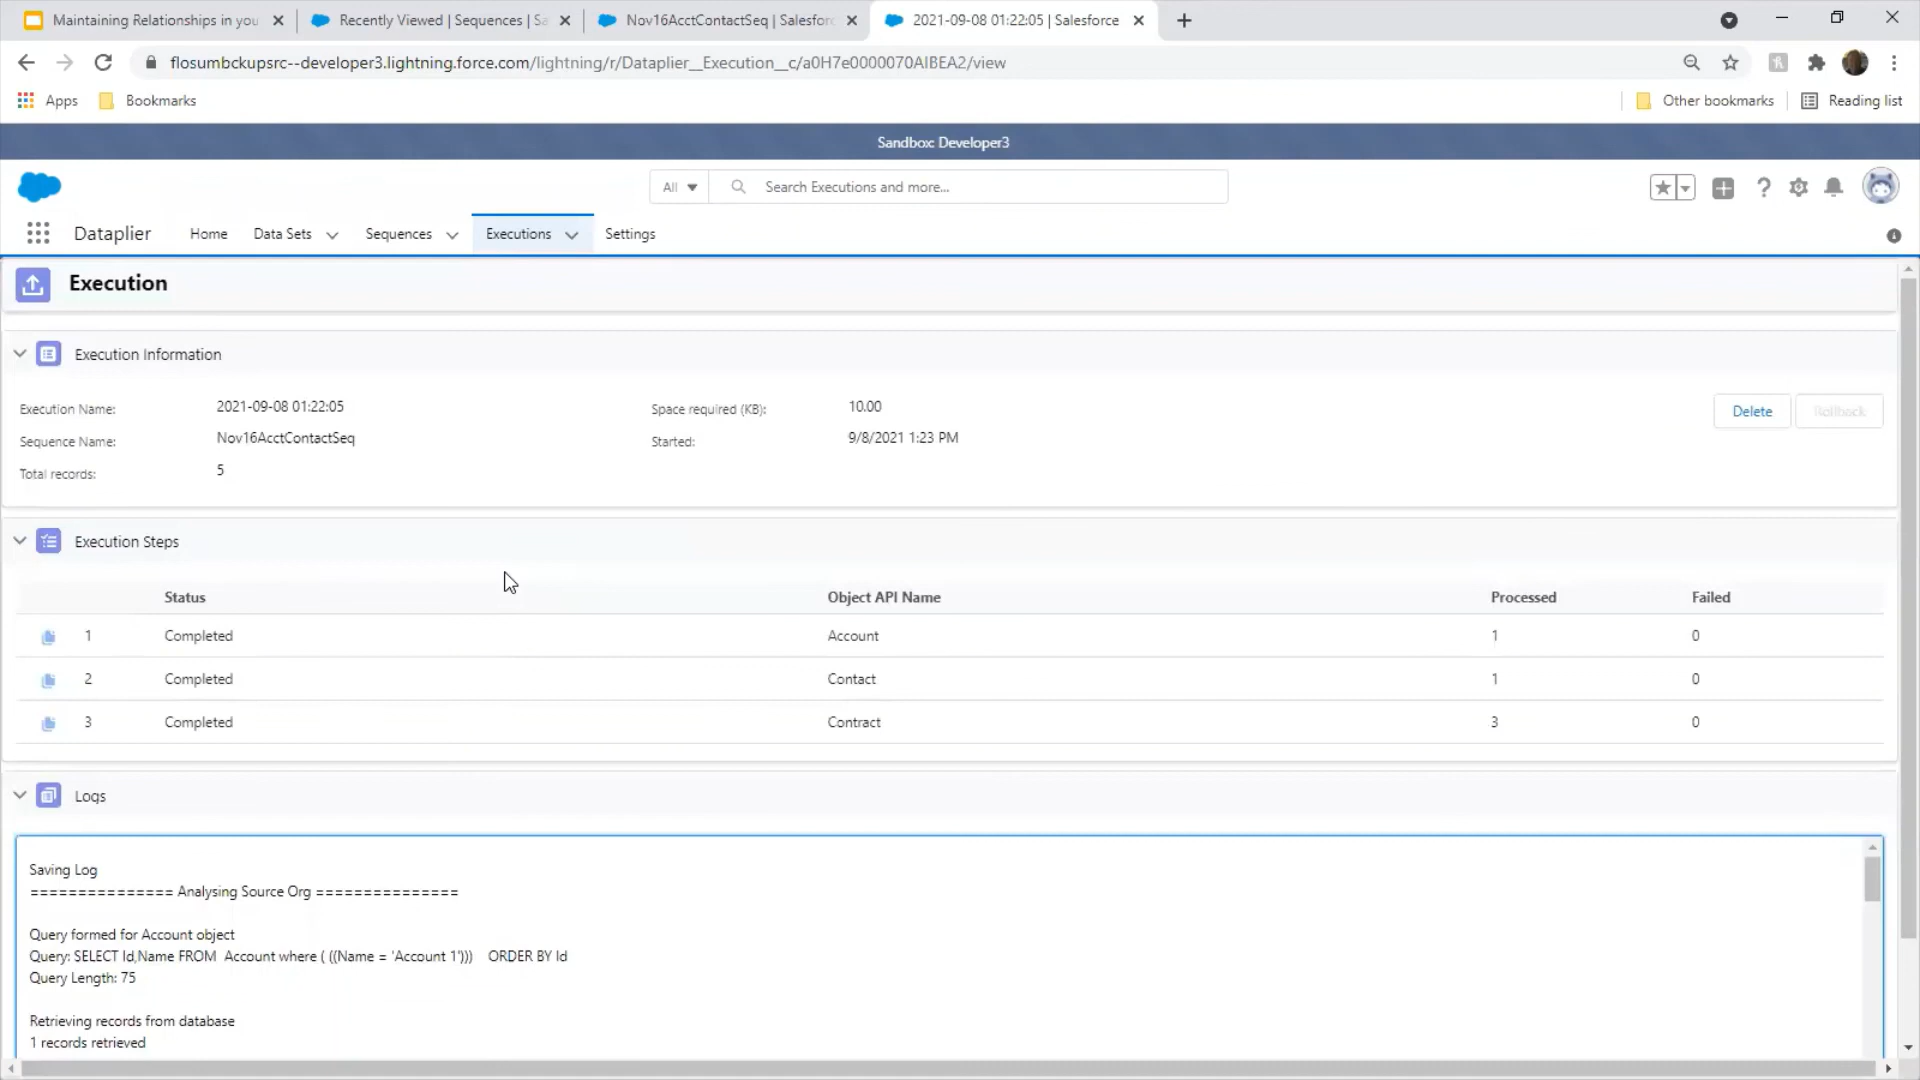 Maintaining Relationships in you
Recently Viewed | Sequences | Sa
Nov16AcctContactSeq | Salesforc
2021-09-08 01:22:05 | Salesforce
flosumbckupsrc--developer3.lightning.force.com/lightning/r/Dataplier__Execution__c/a0H7e0000070AIBEA2/view
Apps
Bookmarks
Other bookmarks
Reading list
Sandbox: Developer3
All
Search Executions and more...
Dataplier
Home
Data Sets
Sequences
Executions
Settings
Execution
Execution Information
Execution Name: 2021-09-08 01:22:05 Space required (KB): 10.00
Delete
Rollback
Sequence Name: Nov16AcctContactSeq Started: 9/8/2021 1:23 PM
Total records: 5
Execution Steps
Status Object API Name Processed Failed
1 Completed Account 1 0
2 Completed Contact 1 0
3 Completed Contract 3 0
Logs
Saving Log
=============== Analysing Source Org ===============
Query formed for Account object
Query: SELECT Id,Name FROM  Account where ( ((Name = 'Account 1')))    ORDER BY Id
Query Length: 75
Retrieving records from database
1 records retrieved